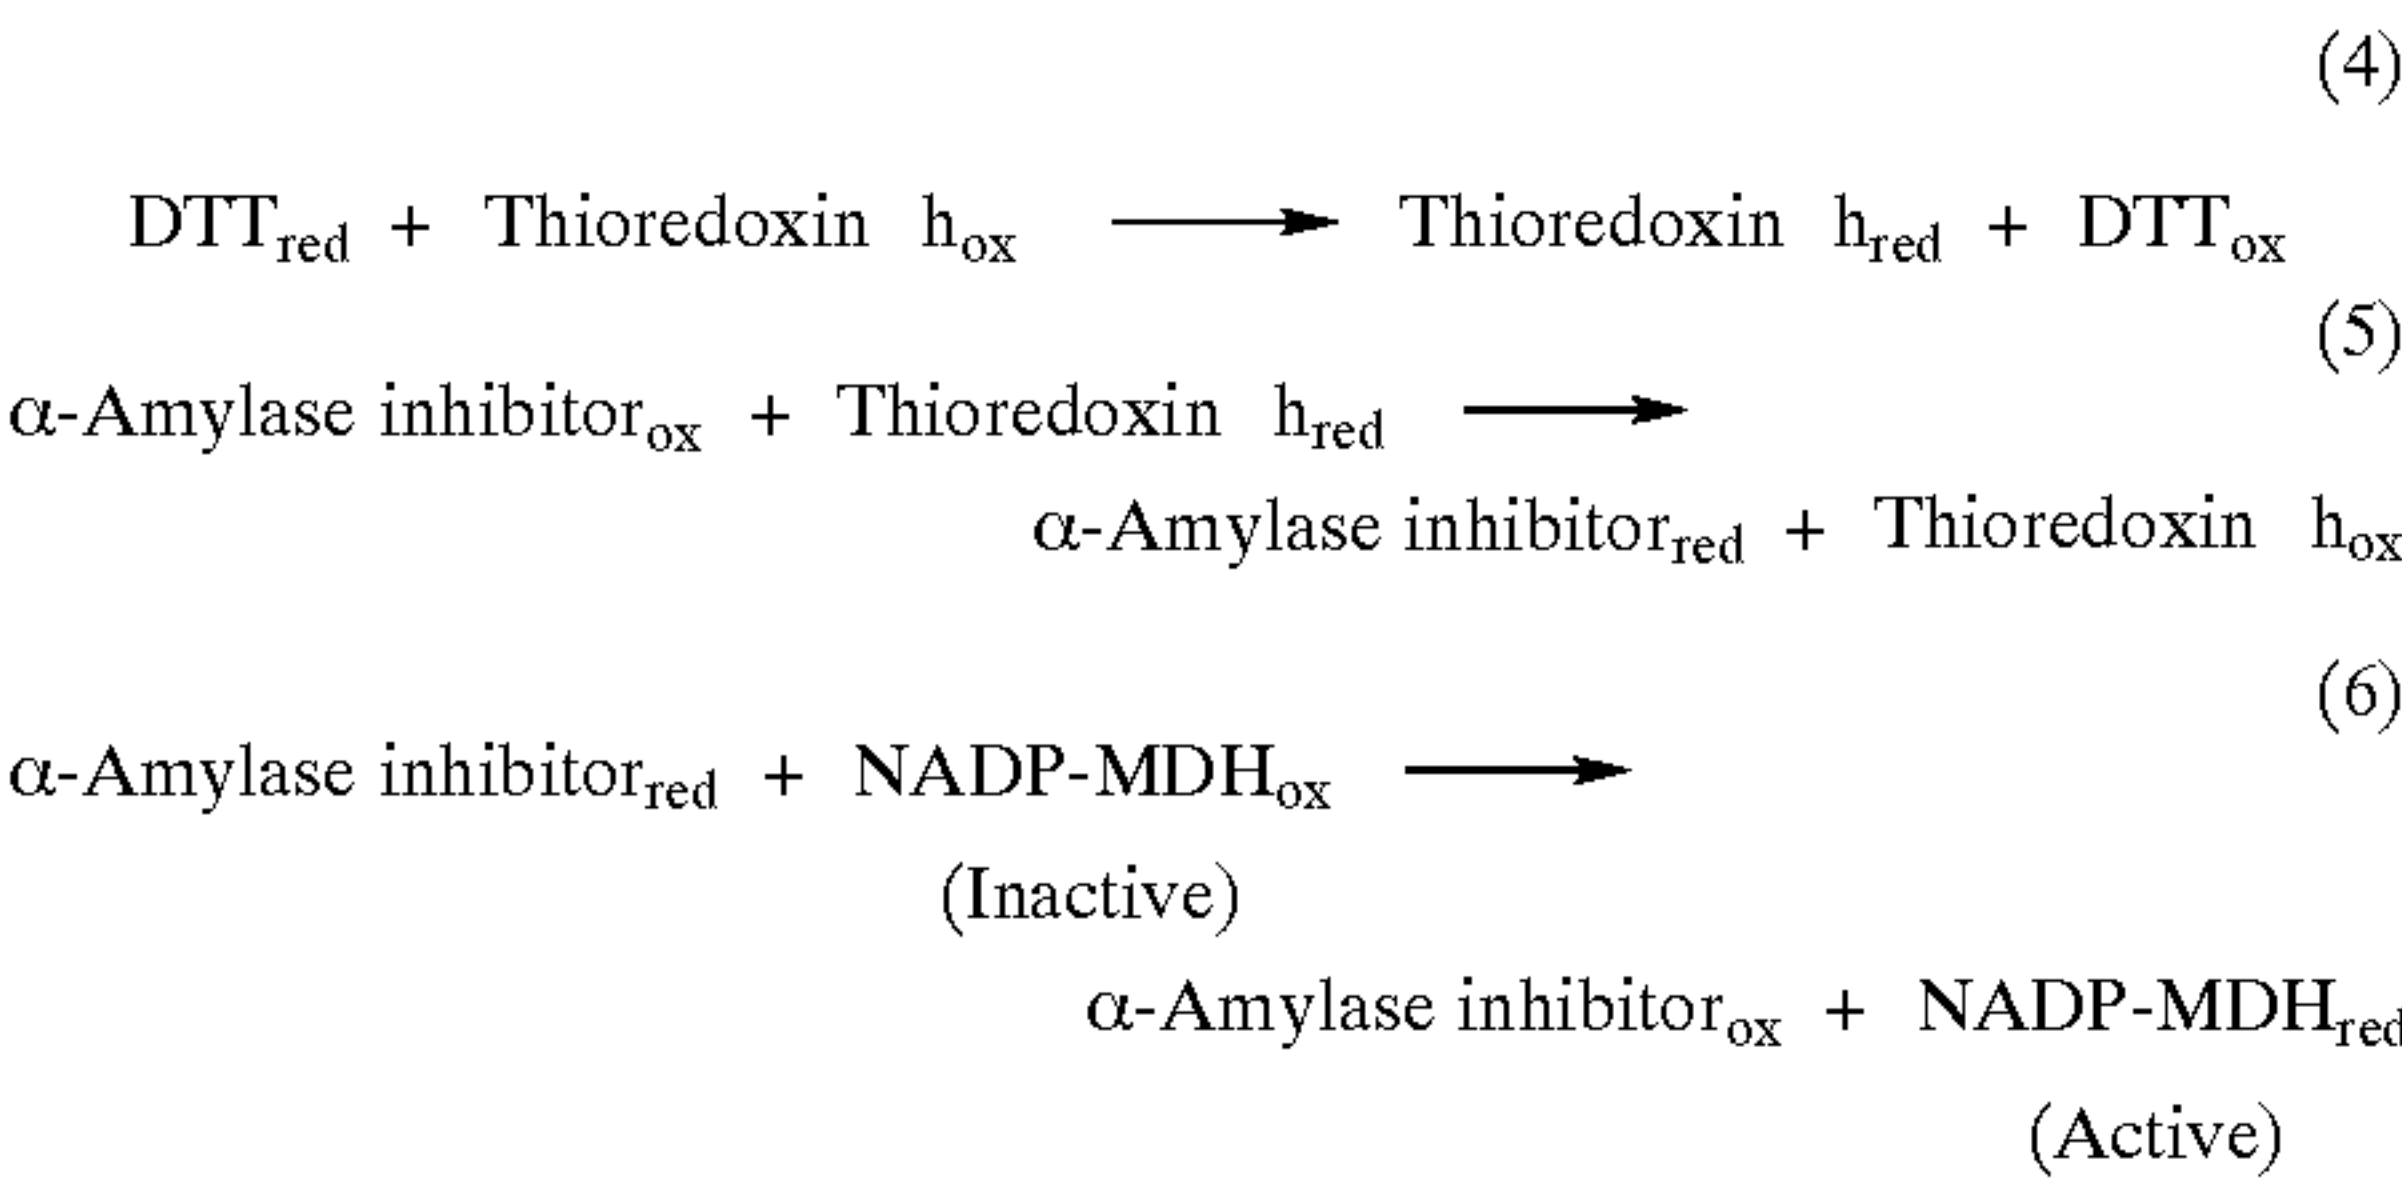 (4)
DTTred + Thioredoxin hox ⟶ Thioredoxin hred + DTTox
(5)
α-Amylase inhibitorox + Thioredoxin hred ⟶
α-Amylase inhibitorred + Thioredoxin hox
(6)
α-Amylase inhibitorred + NADP-MDHox ⟶
(Inactive)
α-Amylase inhibitorox + NADP-MDHred
(Active)